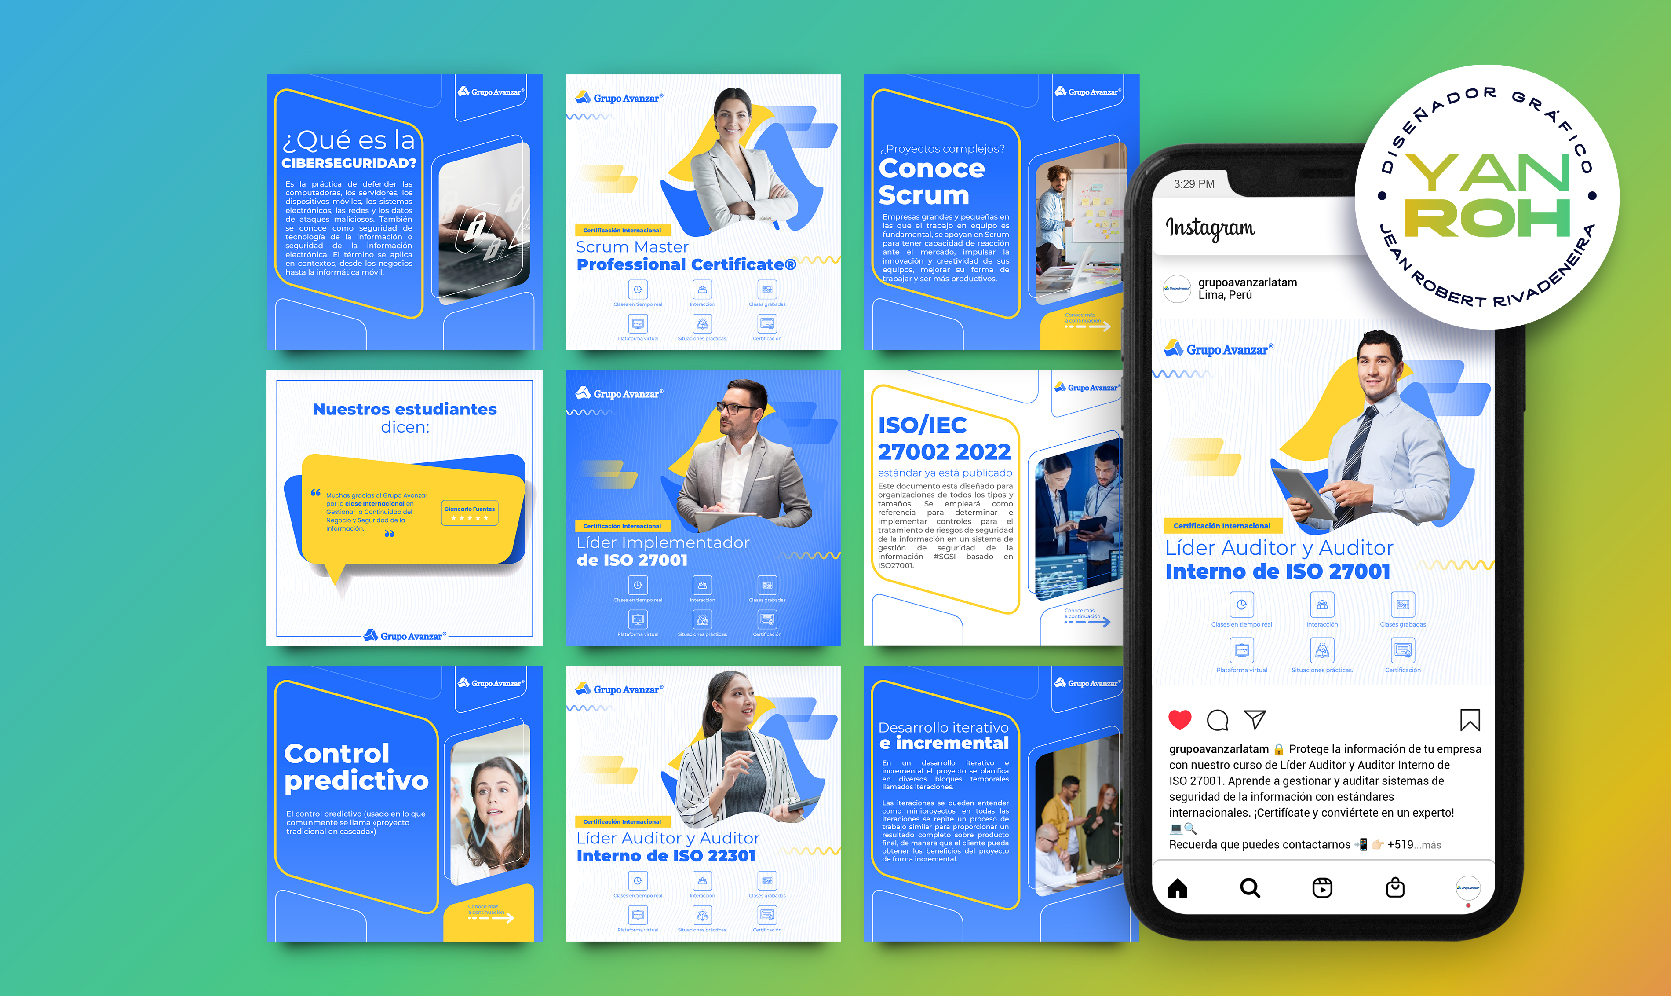 Grupo Avanzar®
¿Qué es la
CIBERSEGURIDAD?
Es la práctica de defender las
computadoras, los servidores, los
dispositivos móviles, los sistemas
electrónicos, las redes y los datos
de ataques maliciosos. También
se conoce como seguridad de
tecnología de la información o
seguridad de la información
electrónica. El término se aplica
en contextos, desde los negocios
hasta la informática móvil.
Grupo Avanzar®
Certificación Internacional
Scrum Master
Professional Certificate®
Clases en tiempo real
Interacción
Clases grabadas
Plataforma virtual
Situaciones prácticas
Certificación
Grupo Avanzar®
¿Proyectos complejos?
Conoce
Scrum
Empresas grandes y pequeñas en
las que el trabajo en equipo es
fundamental, se apoyan en Scrum
para tener capacidad de reacción
ante el mercado, impulsar la
innovación y creatividad de sus
equipos, mejorar su forma de
trabajar y ser más productivos.
Conoce más
a continuación
Nuestros estudiantes
dicen:
“
Muchas gracias al Grupo Avanzar
por la clase internacional en
Gestionar la Continuidad del
Negocio y Seguridad de la
Información.
”
Giancarlo Fuentes
Grupo Avanzar®
Grupo Avanzar®
Certificación Internacional
Líder Implementador
de ISO 27001
Clases en tiempo real
Interacción
Clases grabadas
Plataforma virtual
Situaciones prácticas
Certificación
Grupo Avanzar®
ISO/IEC
27002 2022
estándar ya está publicado
Este documento esta diseñado para
organizaciones de todos los tipos y
tamaños. Se empleará como
referencia para determinar e
implementar controles para el
tratamiento de riesgos de seguridad
de la información en un sistema de
gestión de seguridad de la
información #SGSI basado en
ISO27001.
Conoce más
a continuación
Grupo Avanzar®
Control
predictivo
El control predictivo (usado en lo que
comúnmente se llama «proyecto
tradicional en cascada»)
Conoce más
a continuación
Grupo Avanzar®
Certificación Internacional
Líder Auditor y Auditor
Interno de ISO 22301
Clases en tiempo real
Interacción
Clases grabadas
Plataforma virtual
Situaciones prácticas
Certificación
Grupo Avanzar®
Desarrollo iterativo
e incremental
En un desarrollo iterativo e
incremental el proyecto se planifica
en diversos bloques temporales
llamados iteraciones.
Las iteraciones se pueden entender
como miniproyectos: en todas las
iteraciones se repite un proceso de
trabajo similar para proporcionar un
resultado completo sobre producto
final, de manera que el cliente pueda
obtener los beneficios del proyecto
de forma incremental.
3:29 PM
Instagram
grupoavanzarlatam
Lima, Perú
Grupo Avanzar®
Certificación Internacional
Líder Auditor y Auditor
Interno de ISO 27001
Clases en tiempo real
Interacción
Clases grabadas
Plataforma virtual
Situaciones prácticas.
Certificación
grupoavanzarlatam 🔒 Protege la información de tu empresa
con nuestro curso de Líder Auditor y Auditor Interno de
ISO 27001. Aprende a gestionar y auditar sistemas de
seguridad de la información con estándares
internacionales. ¡Certifícate y conviértete en un experto!
💻🔍
Recuerda que puedes contactarnos 📲 👉🏻 +519...más
DISEÑADOR GRÁFICO
YAN
ROH
JEAN ROBERT RIVADENEIRA